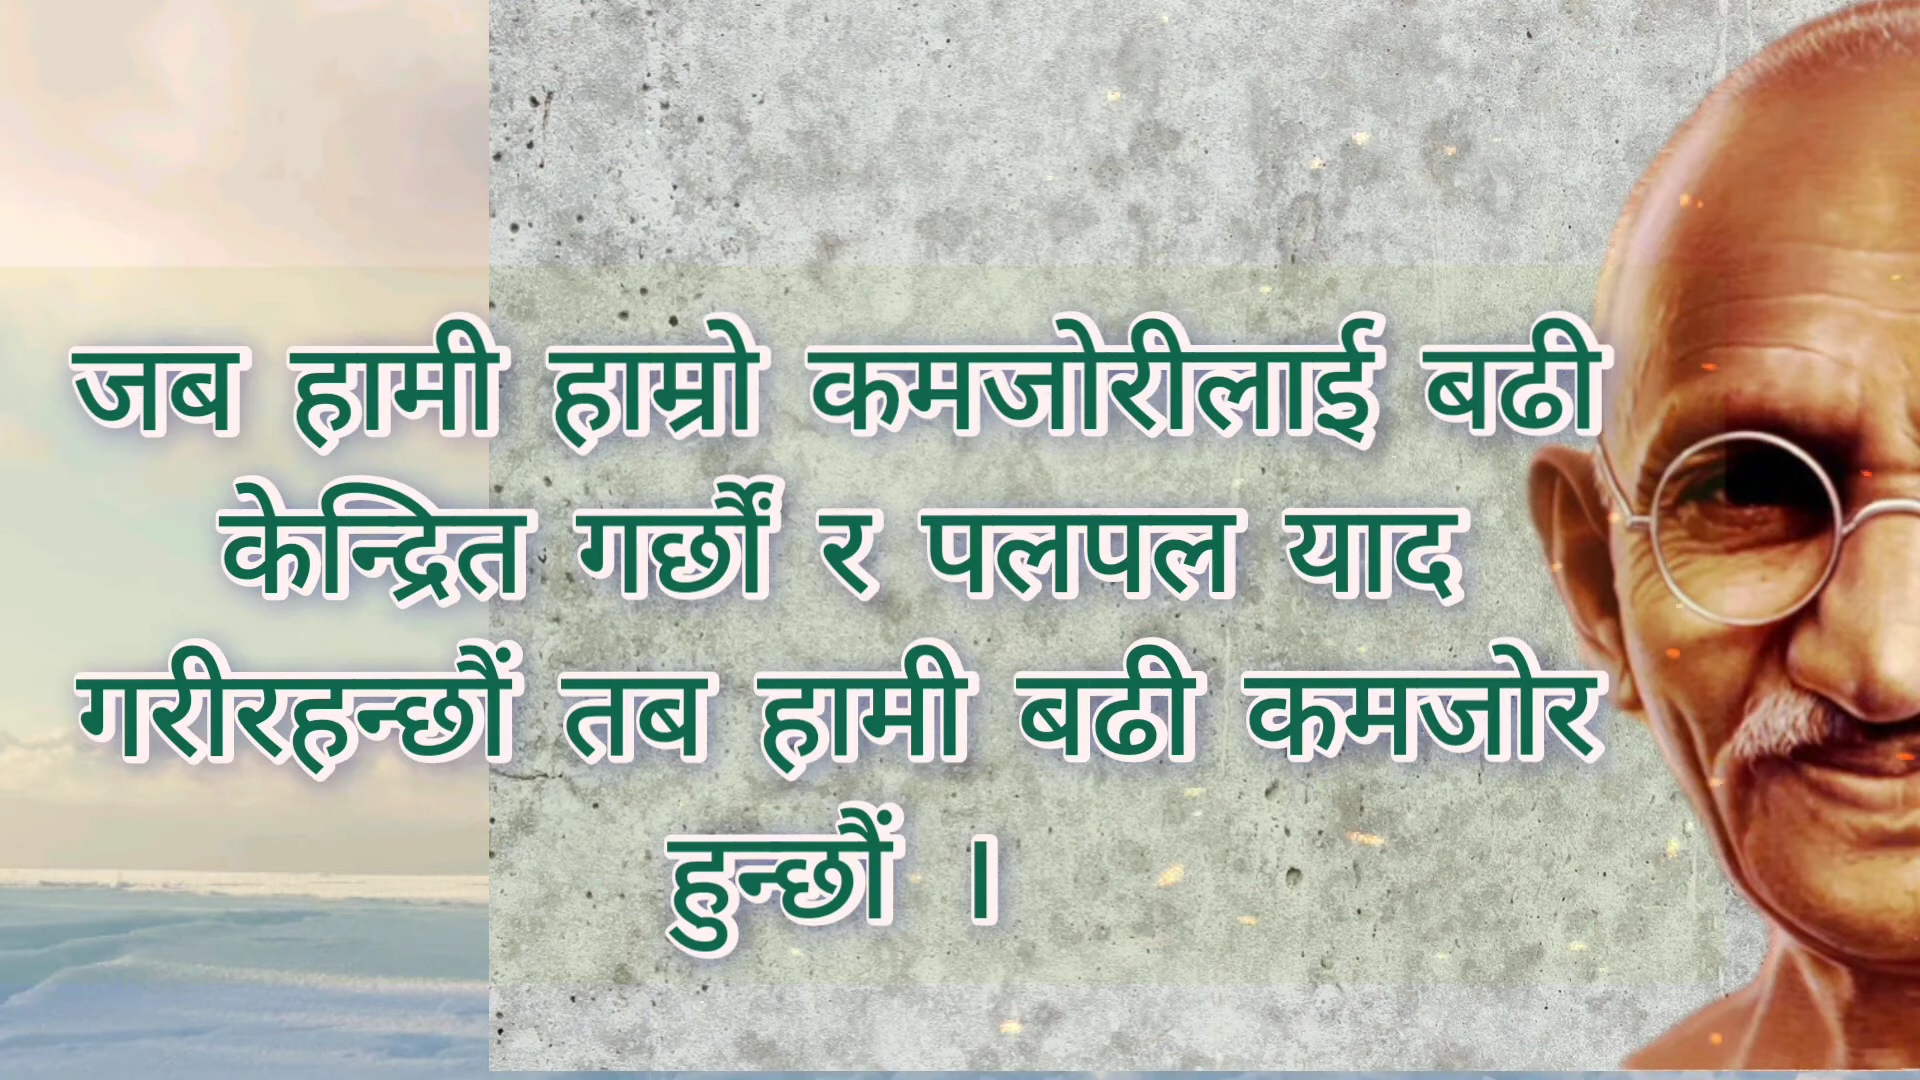 जब हामी हाम्रो कमजोरीलाई बढी
केन्द्रित गर्छौं र पलपल याद
गरीरहन्छौं तब हामी बढी कमजोर
हुन्छौं ।